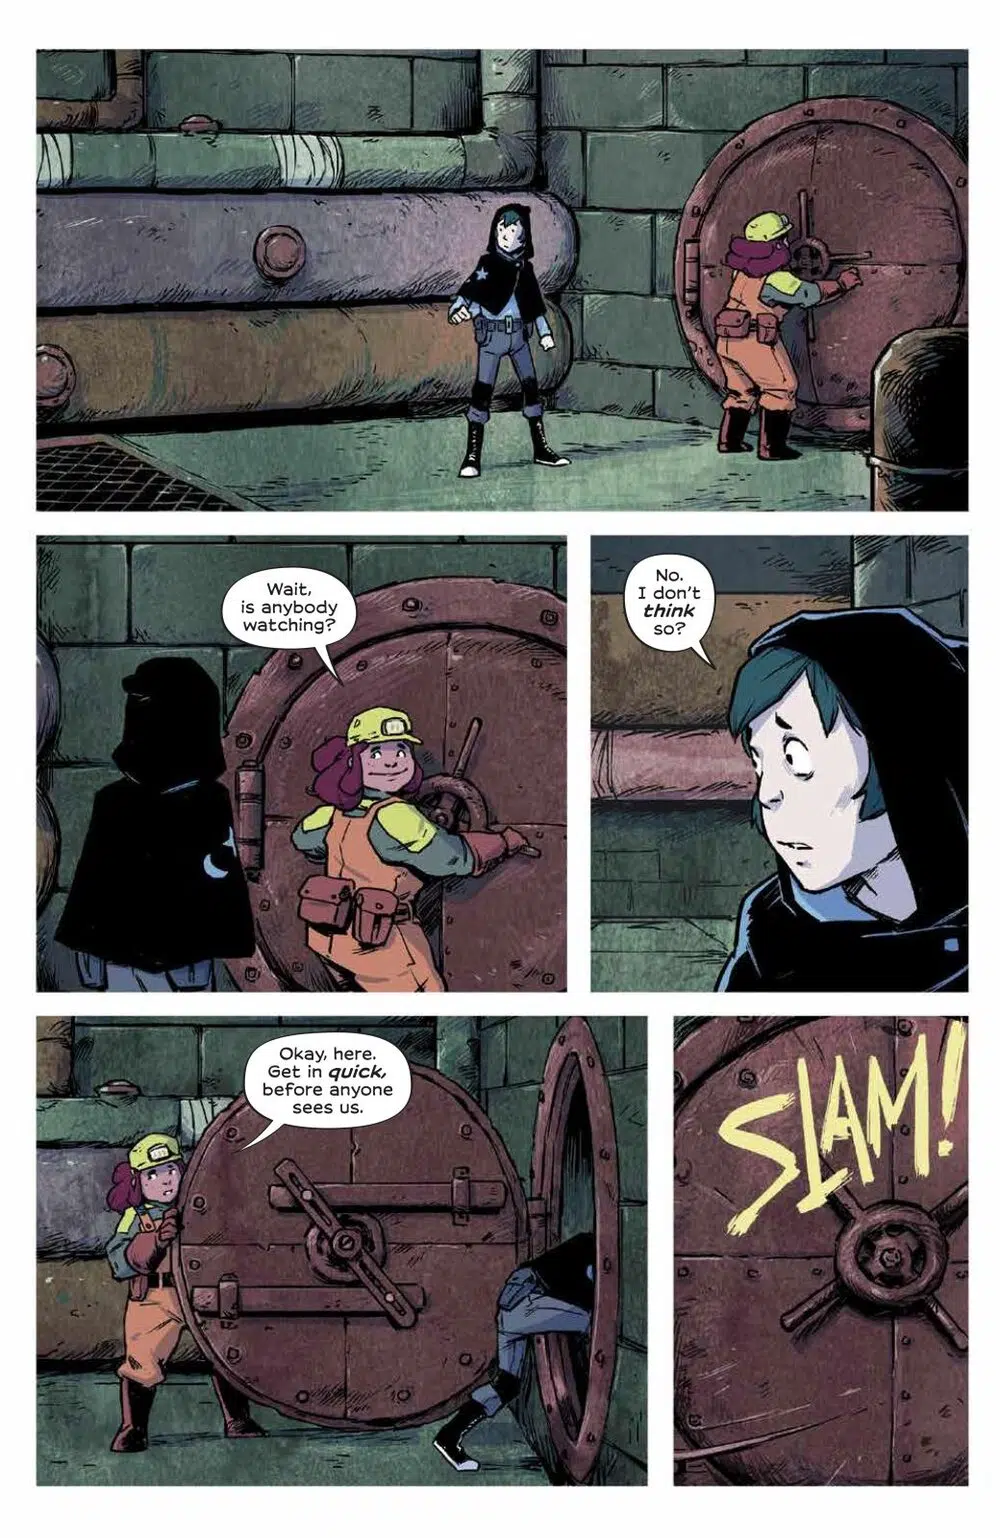 Wait,
is anybody
watching?
No.
I don't
think
so?
Okay, here.
Get in quick,
before anyone
sees us.
SLAM!